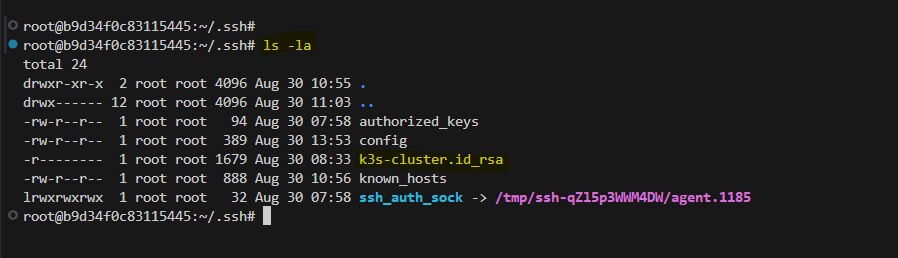 root@b9d34f0c83115445:~/.ssh#
root@b9d34f0c83115445:~/.ssh# ls -la
total 24
drwxr-xr-x  2 root root 4096 Aug 30 10:55 .
drwx------ 12 root root 4096 Aug 30 11:03 ..
-rw-r--r--  1 root root   94 Aug 30 07:58 authorized_keys
-rw-r--r--  1 root root  389 Aug 30 13:53 config
-r--------  1 root root 1679 Aug 30 08:33 k3s-cluster.id_rsa
-rw-r--r--  1 root root  888 Aug 30 10:56 known_hosts
lrwxrwxrwx  1 root root   32 Aug 30 07:58 ssh_auth_sock -> /tmp/ssh-qZl5p3WWM4DW/agent.1185
root@b9d34f0c83115445:~/.ssh#